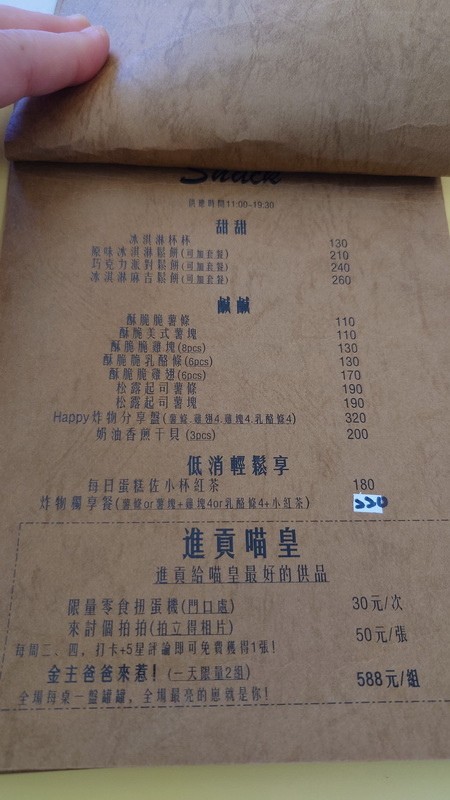 Snack
供應時間11:00-19:30
甜甜
冰淇淋杯杯 130
原味冰淇淋鬆餅(可加套餐) 210
巧克力派對鬆餅(可加套餐) 240
冰淇淋麻吉鬆餅(可加套餐) 260
鹹鹹
酥脆脆薯條 110
酥脆美式薯塊 110
酥脆脆雞塊(8pcs) 130
酥脆脆乳酪條(6pcs) 130
酥脆脆雞翅(6pcs) 170
松露起司薯條 190
松露起司薯塊 190
Happy炸物分享盤(薯條.雞翅4.雞塊4.乳酪條4) 320
奶油香煎干貝(3pcs) 200
低消輕鬆享
每日蛋糕佐小杯紅茶 180
炸物獨享餐(薯條or薯塊+雞塊4or乳酪條4+小紅茶) 220
進貢喵皇
進貢給喵皇最好的供品
限量零食扭蛋機(門口處) 30元/次
來討個拍拍(拍立得相片) 50元/張
每周二、四，打卡+5星評論即可免費獲得1張!
金主爸爸來惹!(一天限量2組) 588元/組
全場每桌一盤罐罐，全場最亮的崽就是你!